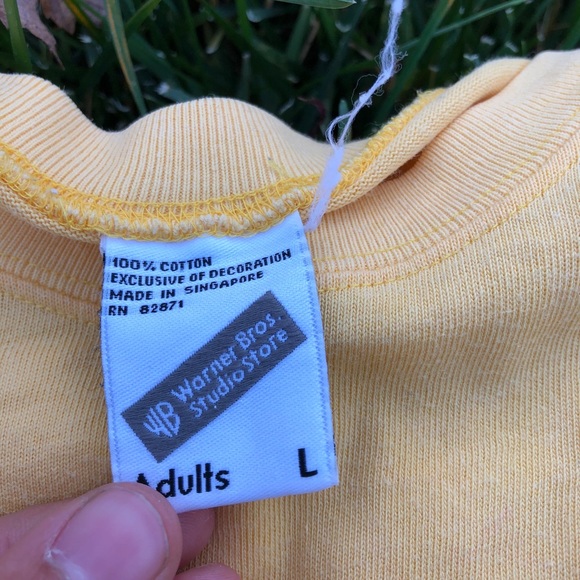 100% COTTON
EXCLUSIVE OF DECORATION
MADE IN SINGAPORE
RN 82871
WB Warner Bros.
Studio Store
Adults L